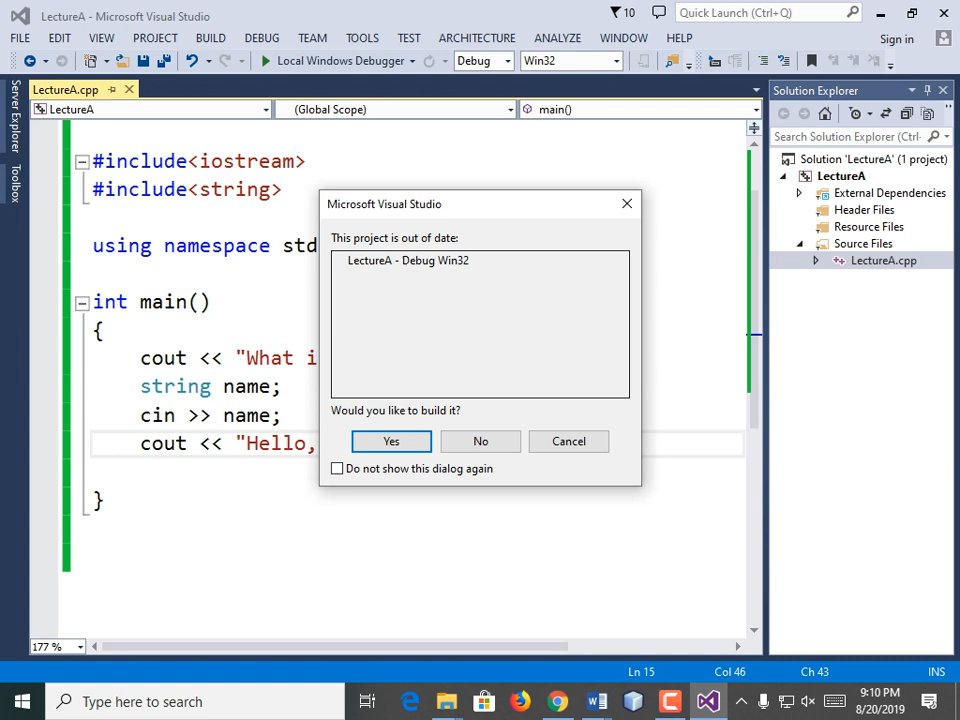 LectureA - Microsoft Visual Studio
10
Quick Launch (Ctrl+Q)
FILE EDIT VIEW PROJECT BUILD DEBUG TEAM TOOLS TEST ARCHITECTURE ANALYZE WINDOW HELP
Sign in
Local Windows Debugger
Debug
Win32
Server Explorer
Toolbox
LectureA.cpp
LectureA
(Global Scope)
main()
#include<iostream>
#include<string>
using namespace std
int main()
{
cout << "What i
string name;
cin >> name;
cout << "Hello,
}
Microsoft Visual Studio
This project is out of date:
LectureA - Debug Win32
Would you like to build it?
Yes
No
Cancel
Do not show this dialog again
Solution Explorer
Search Solution Explorer (Ctrl+
Solution 'LectureA' (1 project)
LectureA
External Dependencies
Header Files
Resource Files
Source Files
LectureA.cpp
177 %
Ln 15
Col 46
Ch 43
INS
Type here to search
9:10 PM
8/20/2019